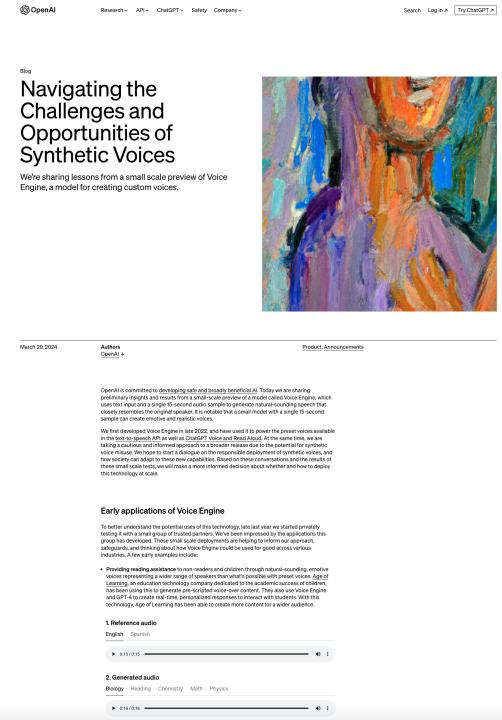 OpenAI
Research API ChatGPT Safety Company
Search Log in Try ChatGPT
Blog
Navigating the
Challenges and
Opportunities of
Synthetic Voices
We're sharing lessons from a small scale preview of Voice
Engine, a model for creating custom voices.
March 29, 2024
Authors
OpenAI
Product, Announcements
OpenAI is committed to developing safe and broadly beneficial AI. Today we are sharing
preliminary insights and results from a small-scale preview of a model called Voice Engine, which
uses text input and a single 15-second audio sample to generate natural-sounding speech that
closely resembles the original speaker. It is notable that a small model with a single 15-second
sample can create emotive and realistic voices.
We first developed Voice Engine in late 2022, and have used it to power the preset voices available
in the text-to-speech API as well as ChatGPT Voice and Read Aloud. At the same time, we are
taking a cautious and informed approach to a broader release due to the potential for synthetic
voice misuse. We hope to start a dialogue on the responsible deployment of synthetic voices, and
how society can adapt to these new capabilities. Based on these conversations and the results of
these small scale tests, we will make a more informed decision about whether and how to deploy
this technology at scale.
Early applications of Voice Engine
To better understand the potential uses of this technology, late last year we started privately
testing it with a small group of trusted partners. We've been impressed by the applications this
group has developed. These small scale deployments are helping to inform our approach,
safeguards, and thinking about how Voice Engine could be used for good across various
industries. A few early examples include:
• Providing reading assistance to non-readers and children through natural-sounding, emotive
voices representing a wider range of speakers than what's possible with preset voices. Age of
Learning, an education technology company dedicated to the academic success of children,
has been using this to generate pre-scripted voice-over content. They also use Voice Engine
and GPT-4 to create real-time, personalized responses to interact with students. With this
technology, Age of Learning has been able to create more content for a wider audience.
1. Reference audio
English Spanish
0:15 / 0:15
2. Generated audio
Biology Reading Chemistry Math Physics
0:16 / 0:16